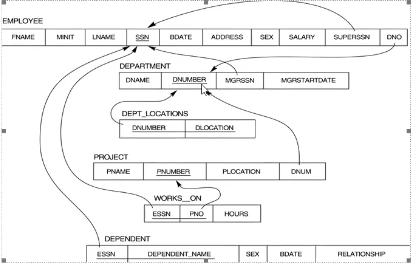 EMPLOYEE
FNAME MINIT LNAME SSN BDATE ADDRESS SEX SALARY SUPERSSN DNO
DEPARTMENT
DNAME DNUMBER MGRSSN MGRSTARTDATE
DEPT_LOCATIONS
DNUMBER DLOCATION
PROJECT
PNAME PNUMBER PLOCATION DNUM
WORKS_ON
ESSN PNO HOURS
DEPENDENT
ESSN DEPENDENT_NAME SEX BDATE RELATIONSHIP